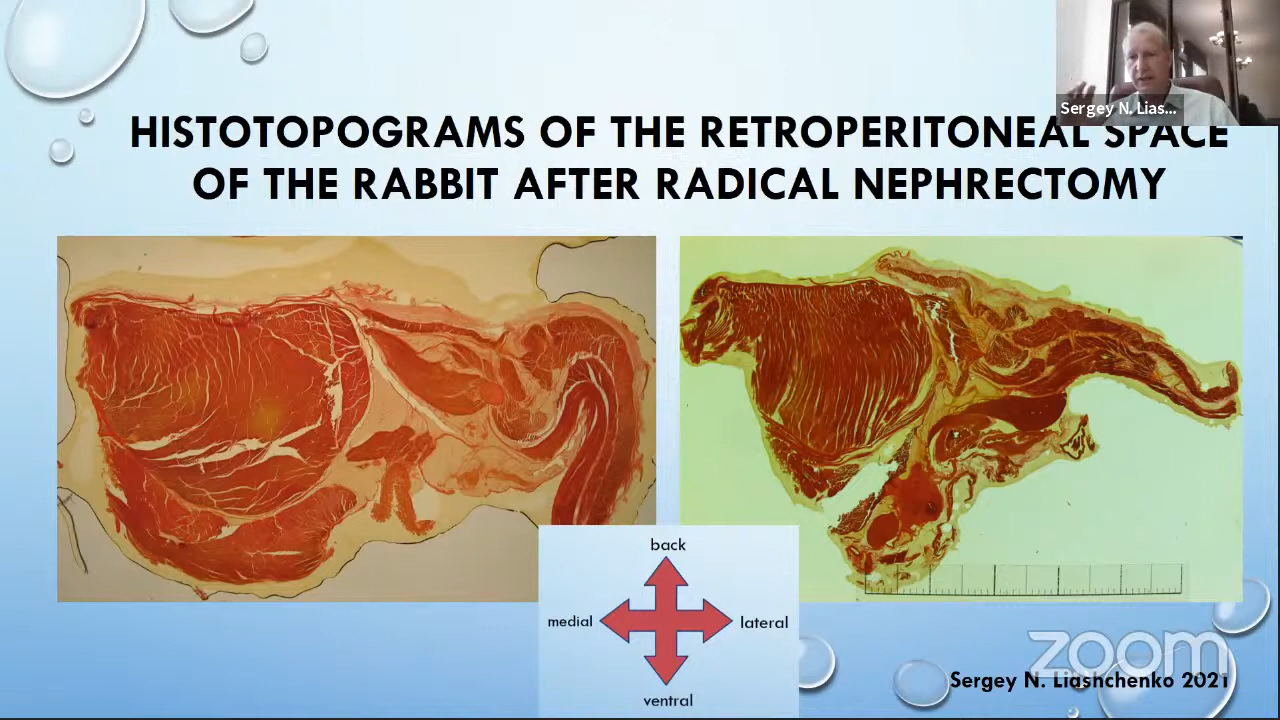 Sergey N. Lias...
HISTOTOPOGRAMS OF THE RETROPERITONEAL SPACE
OF THE RABBIT AFTER RADICAL NEPHRECTOMY
back
medial
lateral
ventral
zoom
Sergey N. Liashchenko 2021